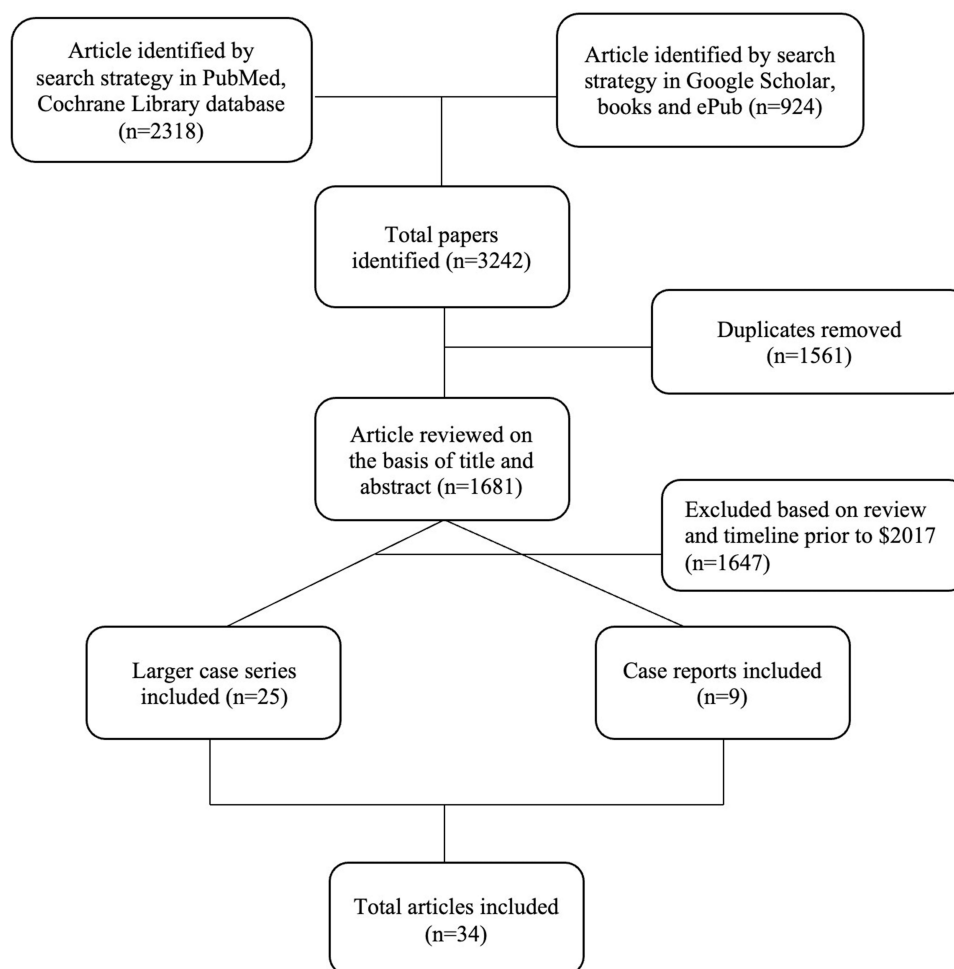 Article identified by
search strategy in PubMed,
Cochrane Library database
(n=2318)
Article identified by search
strategy in Google Scholar,
books and ePub (n=924)
Total papers
identified (n=3242)
Duplicates removed
(n=1561)
Article reviewed on
the basis of title and
abstract (n=1681)
Excluded based on review
and timeline prior to $2017
(n=1647)
Larger case series
included (n=25)
Case reports included
(n=9)
Total articles included
(n=34)